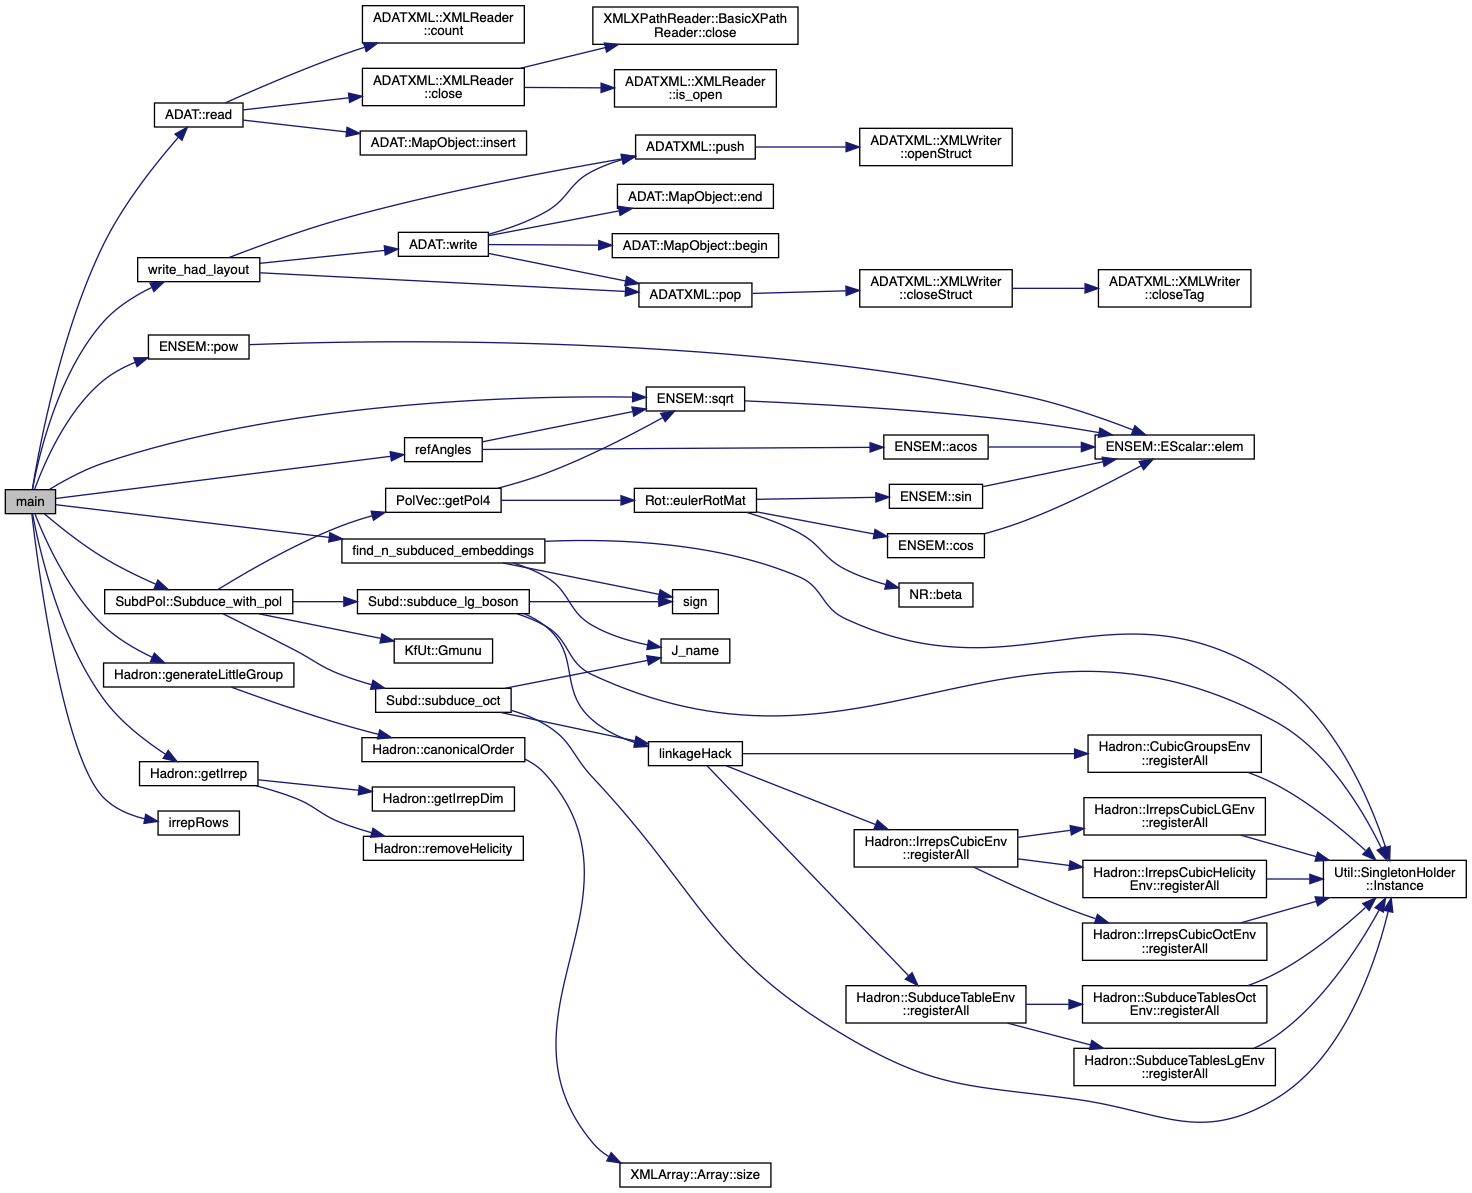 ADATXML::XMLReader
::count
XMLXPathReader::BasicXPath
Reader::close
ADATXML::XMLReader
::close
ADATXML::XMLReader
::is_open
ADAT::read
ADAT::MapObject::insert
ADATXML::push
ADATXML::XMLWriter
::openStruct
ADAT::MapObject::end
ADAT::write
ADAT::MapObject::begin
write_had_layout
ADATXML::pop
ADATXML::XMLWriter
::closeStruct
ADATXML::XMLWriter
::closeTag
ENSEM::pow
ENSEM::sqrt
refAngles
ENSEM::acos
ENSEM::EScalar::elem
main
PolVec::getPol4
Rot::eulerRotMat
ENSEM::sin
find_n_subduced_embeddings
ENSEM::cos
SubdPol::Subduce_with_pol
Subd::subduce_lg_boson
sign
NR::beta
KfUt::Gmunu
J_name
Hadron::generateLittleGroup
Subd::subduce_oct
Hadron::canonicalOrder
linkageHack
Hadron::CubicGroupsEnv
::registerAll
Hadron::getIrrep
Hadron::getIrrepDim
irrepRows
Hadron::removeHelicity
Hadron::IrrepsCubicEnv
::registerAll
Hadron::IrrepsCubicLGEnv
::registerAll
Hadron::IrrepsCubicHelicity
Env::registerAll
Util::SingletonHolder
::Instance
Hadron::IrrepsCubicOctEnv
::registerAll
Hadron::SubduceTableEnv
::registerAll
Hadron::SubduceTablesOct
Env::registerAll
Hadron::SubduceTablesLgEnv
::registerAll
XMLArray::Array::size